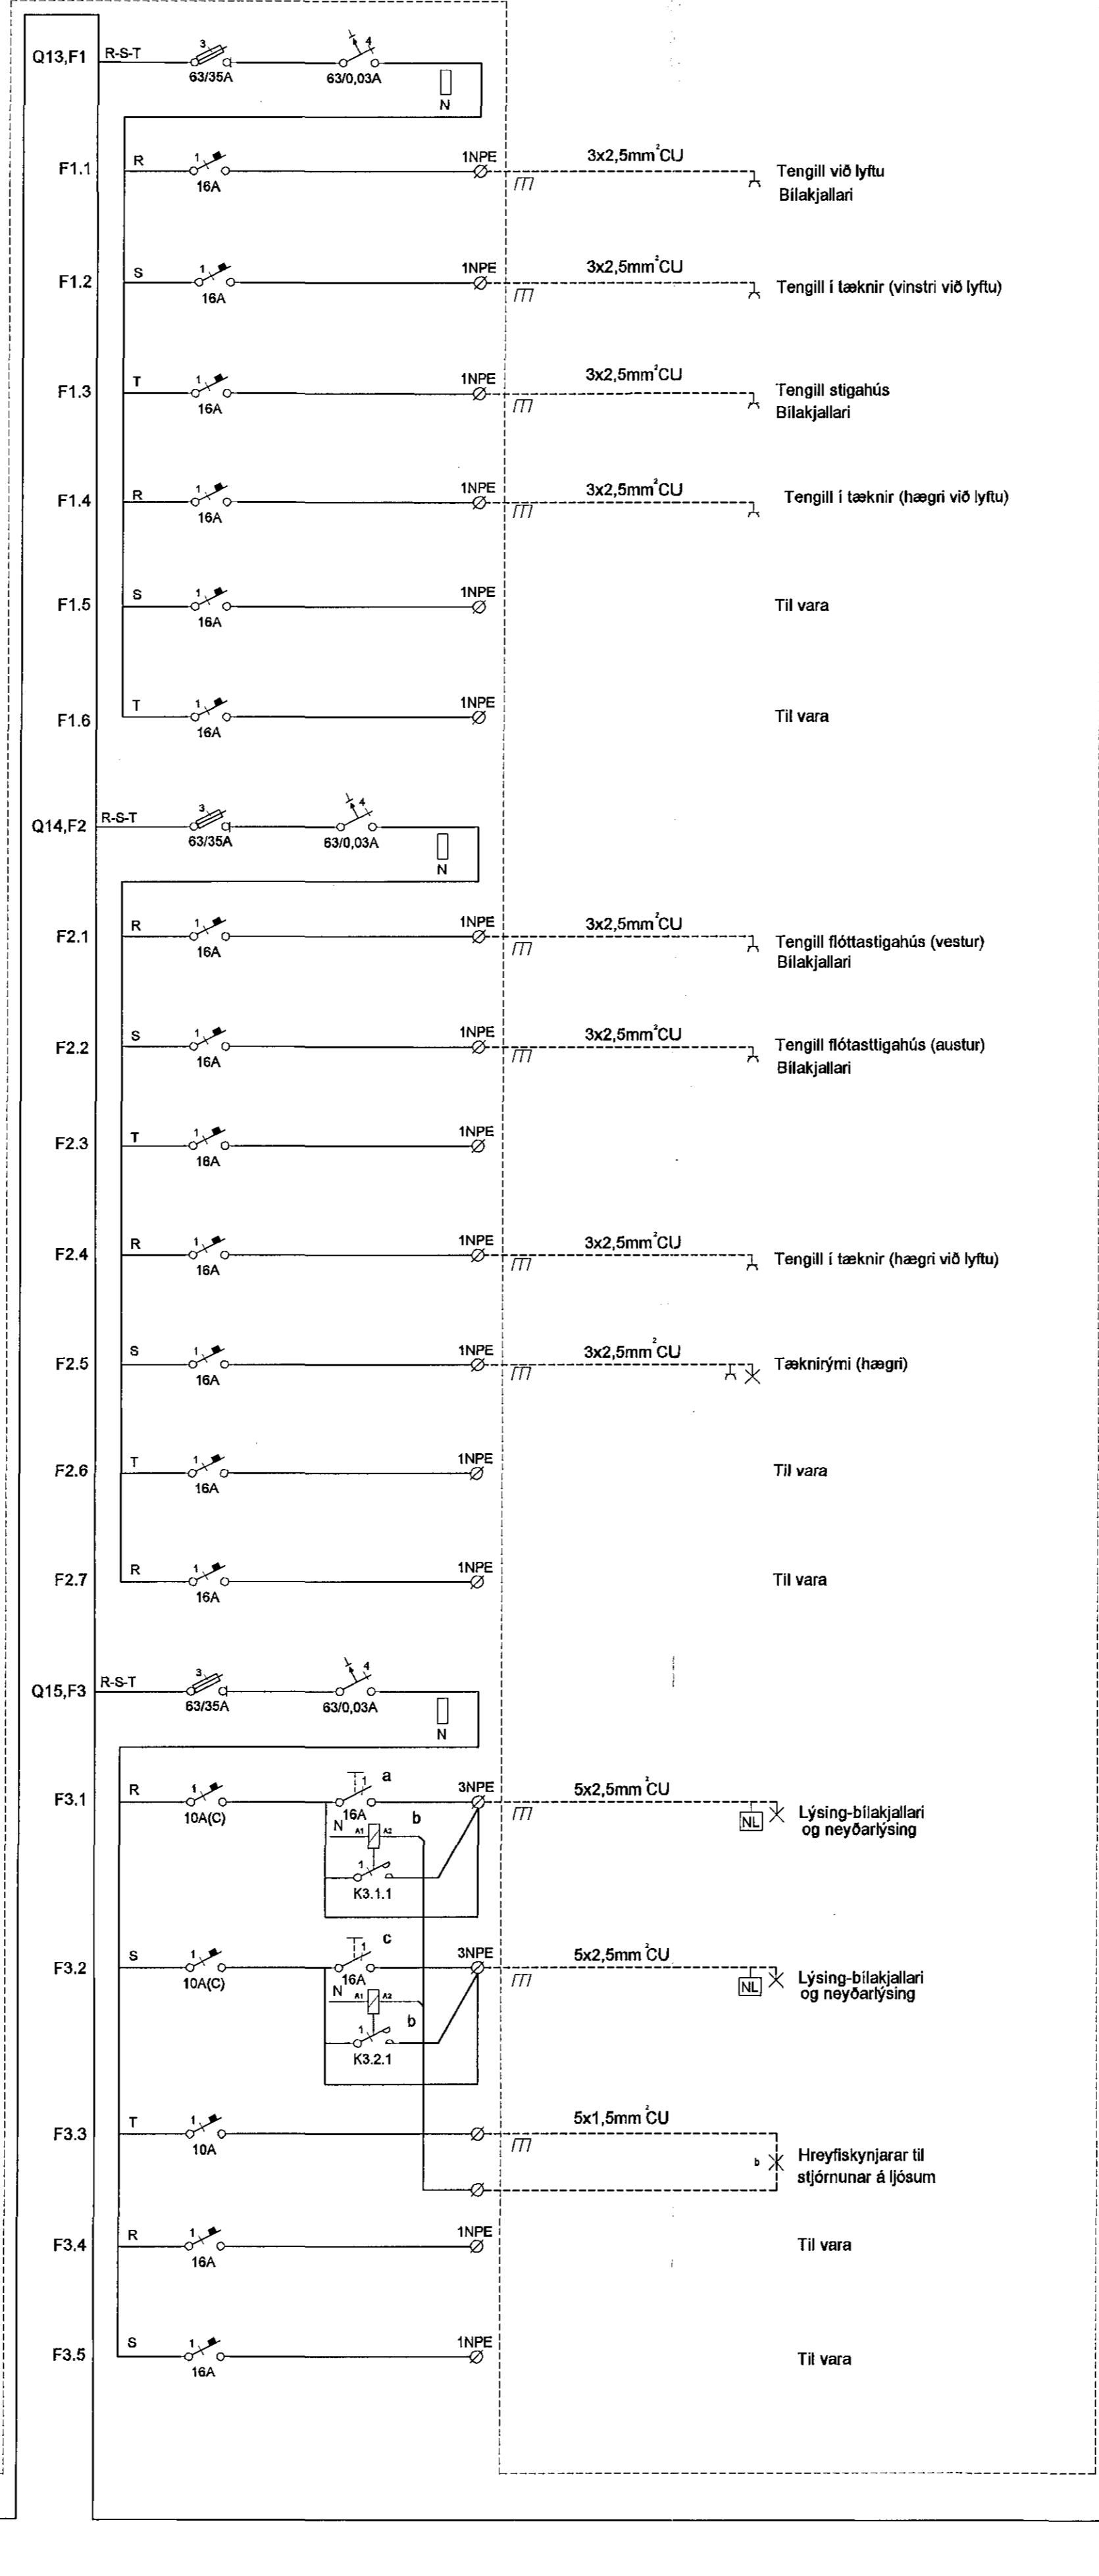 Q13,F1 R-S-T 3 4
63/35A 63/0,03A
N
F1.1 R 1 1NPE 3x2,5mm²CU Tengill við lyftu
16A Bílakjallari
F1.2 S 1 1NPE 3x2,5mm²CU Tengill í tæknir (vinstri við lyftu)
16A
F1.3 T 1 1NPE 3x2,5mm²CU Tengill stigahús
16A Bílakjallari
F1.4 R 1 1NPE 3x2,5mm²CU Tengill í tæknir (hægri við lyftu)
16A
F1.5 S 1 1NPE Til vara
16A
F1.6 T 1 1NPE Til vara
16A
Q14,F2 R-S-T 3 4
63/35A 63/0,03A
N
F2.1 R 1 1NPE 3x2,5mm²CU Tengill flóttastigahús (vestur)
16A Bílakjallari
F2.2 S 1 1NPE 3x2,5mm²CU Tengill flótasttigahús (austur)
16A Bílakjallari
F2.3 T 1 1NPE
16A
F2.4 R 1 1NPE 3x2,5mm²CU Tengill í tæknir (hægri við lyftu)
16A
F2.5 S 1 1NPE 3x2,5mm²CU Tæknirými (hægri)
16A
F2.6 T 1 1NPE Til vara
16A
F2.7 R 1 1NPE Til vara
16A
Q15,F3 R-S-T 3 4
63/35A 63/0,03A
N
F3.1 R 1 1 a 3NPE 5x2,5mm²CU Lýsing-bílakjallari
10A(C) 16A b NL og neyðarlýsing
N A1 A2
1
K3.1.1
F3.2 S 1 1 c 3NPE 5x2,5mm²CU Lýsing-bílakjallari
10A(C) 16A NL og neyðarlýsing
N A1 A2
1 b
K3.2.1
F3.3 T 1 5x1,5mm²CU
10A
b Hreyfiskynjarar til
stjórnunar á ljósum
F3.4 R 1 1NPE Til vara
16A
F3.5 S 1 1NPE Til vara
16A